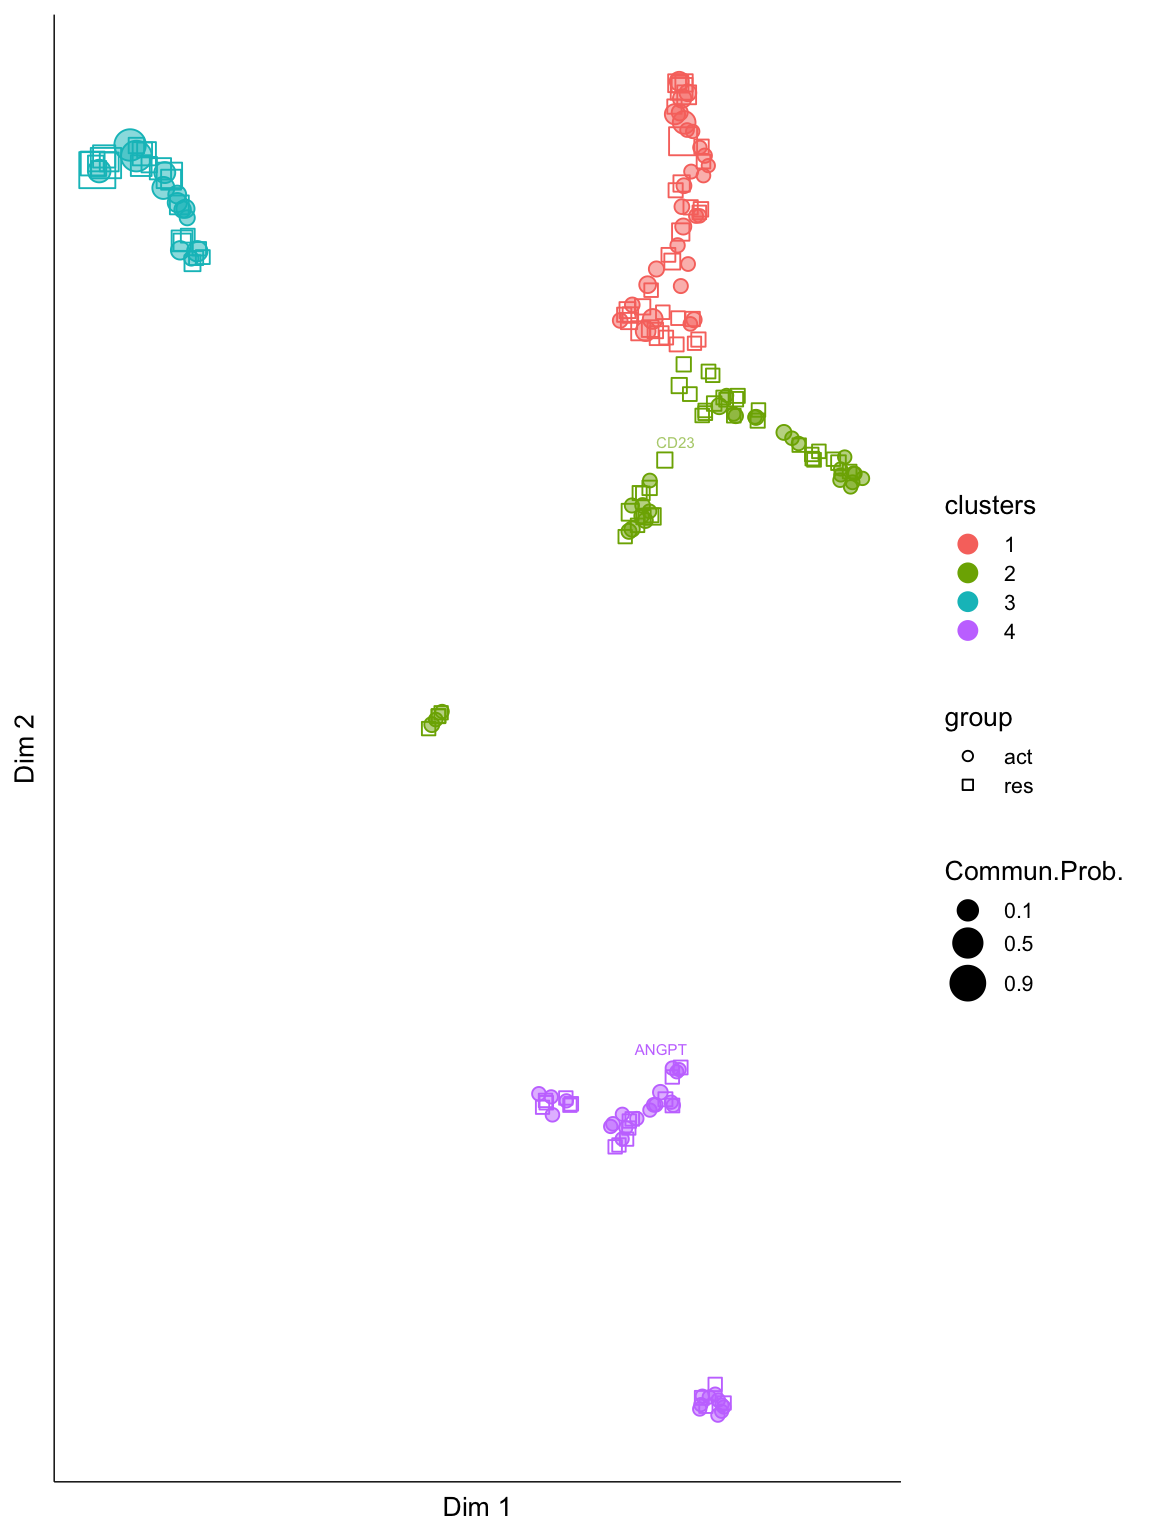 CD23
clusters
1
2
3
4
group
act
res
Dim 2
Commun.Prob.
0.1
0.5
0.9
ANGPT
Dim 1